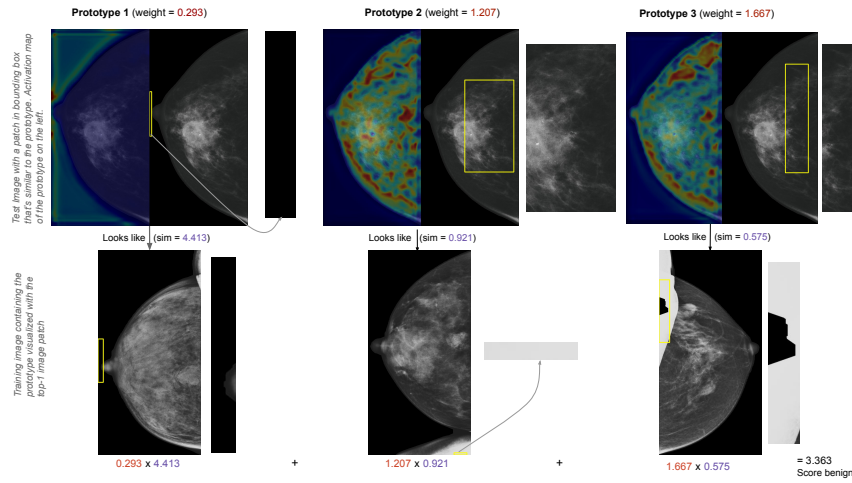 Prototype 1 (weight = 0.293)
Prototype 2 (weight = 1.207)
Prototype 3 (weight = 1.667)
Test Image with a patch in bounding box
that's similar to the prototype. Activation map
of the prototype on the left.
Looks like (sim = 4.413)
Looks like (sim = 0.921)
Looks like (sim = 0.575)
Training image containing the
prototype visualized with the
top-1 image patch
0.293 x 4.413
+
1.207 x 0.921
+
1.667 x 0.575
= 3.363
Score benign